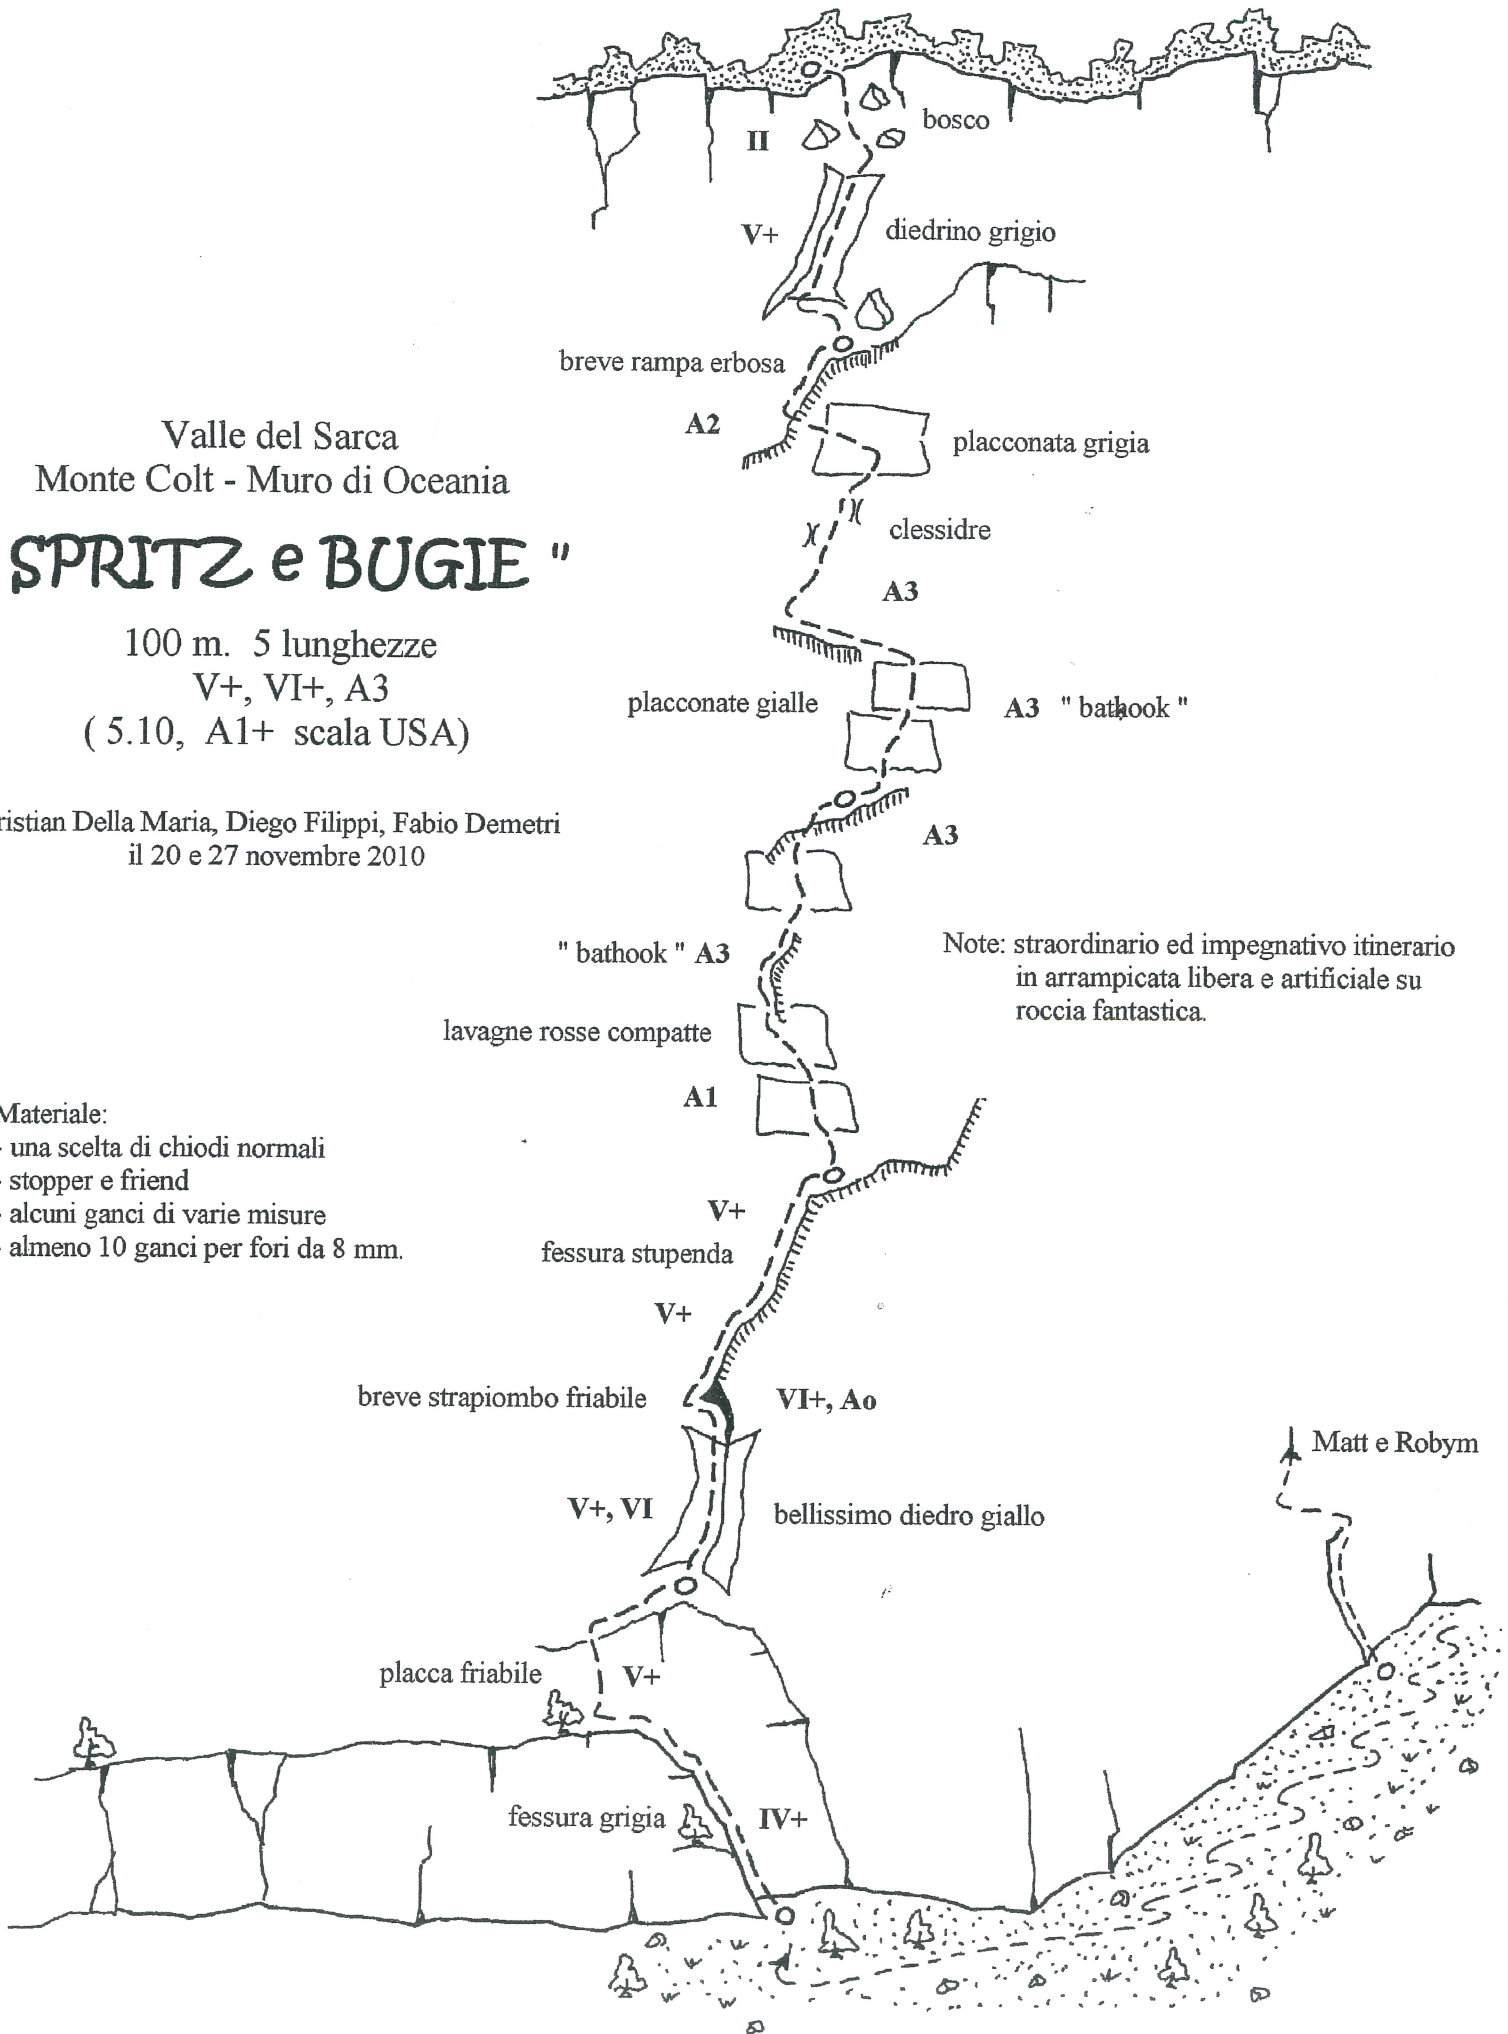 bosco
II
V+
diedrino grigio
breve rampa erbosa
A2
placconata grigia
Valle del Sarca
Monte Colt - Muro di Oceania
SPRITZ e BUGIE "
100 m. 5 lunghezze
V+, VI+, A3
( 5.10, A1+ scala USA)
ristian Della Maria, Diego Filippi, Fabio Demetri
il 20 e 27 novembre 2010
clessidre
A3
placconate gialle
A3 " bathook "
A3
" bathook " A3
Note: straordinario ed impegnativo itinerario
in arrampicata libera e artificiale su
roccia fantastica.
lavagne rosse compatte
A1
Materiale:
- una scelta di chiodi normali
- stopper e friend
- alcuni ganci di varie misure
- almeno 10 ganci per fori da 8 mm.
V+
fessura stupenda
V+
breve strapiombo friabile
VI+, Ao
Matt e Robym
V+, VI
bellissimo diedro giallo
placca friabile
V+
fessura grigia
IV+